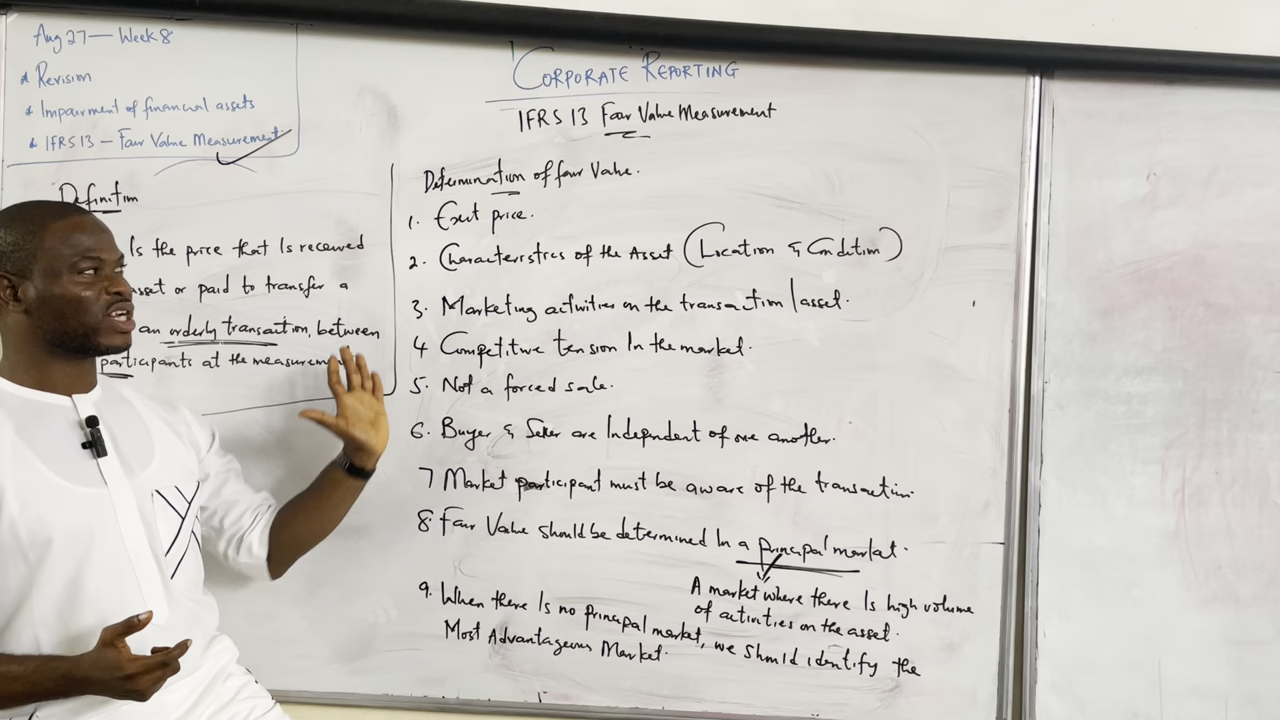 Aug 27 — Week 8
* Revision
* Impairment of financial assets
* IFRS 13 — Fair Value Measurement
Definition
Is the price that Is received
asset or paid to transfer a
an orderly transaction, between
participants at the measurem
CORPORATE REPORTING
IFRS 13 Fair Value Measurement
Determination of fair Value.
1. Exit price.
2. Characteristics of the Asset (Location & Condition)
3. Marketing activities on the transaction / asset.
4 Competitive tension In the market.
5. Not a forced sale.
6. Buyer & Seller are Independent of one another.
7 Market participant must be aware of the transaction.
8. Fair Value should be determined In a principal market.
A market where there Is high volume
of activities on the asset.
9. When there Is no principal market, we should identify the
Most Advantageous Market.